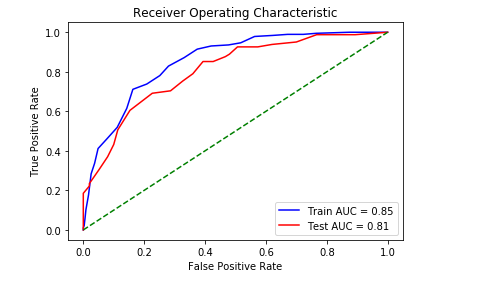 Receiver Operating Characteristic
1.0
0.8
0.6
0.4
0.2
0.0
True Positive Rate
Train AUC = 0.85
Test AUC = 0.81
0.0 0.2 0.4 0.6 0.8 1.0
False Positive Rate